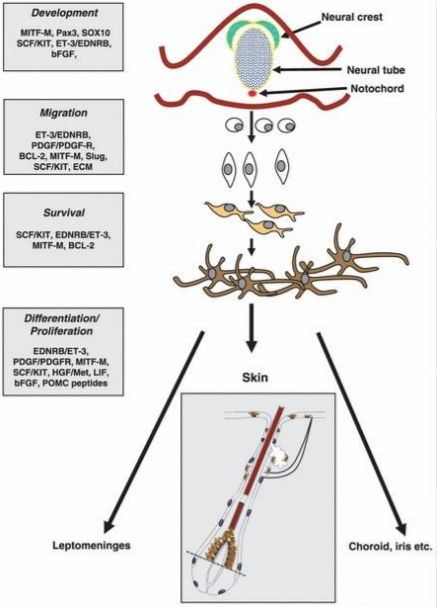 Development
MITF-M, Pax3, SOX10
SCF/KIT, ET-3/EDNRB,
bFGF,
Neural crest
Neural tube
Notochord
Migration
ET-3/EDNRB,
PDGF/PDGF-R,
BCL-2, MITF-M, Slug,
SCF/KIT, ECM
Survival
SCF/KIT, EDNRB/ET-3,
MITF-M, BCL-2
Differentiation/
Proliferation
EDNRB/ET-3,
PDGF/PDGFR, MITF-M,
SCF/KIT, HGF/Met, LIF,
bFGF, POMC peptides
Skin
Leptomeninges
Choroid, iris etc.